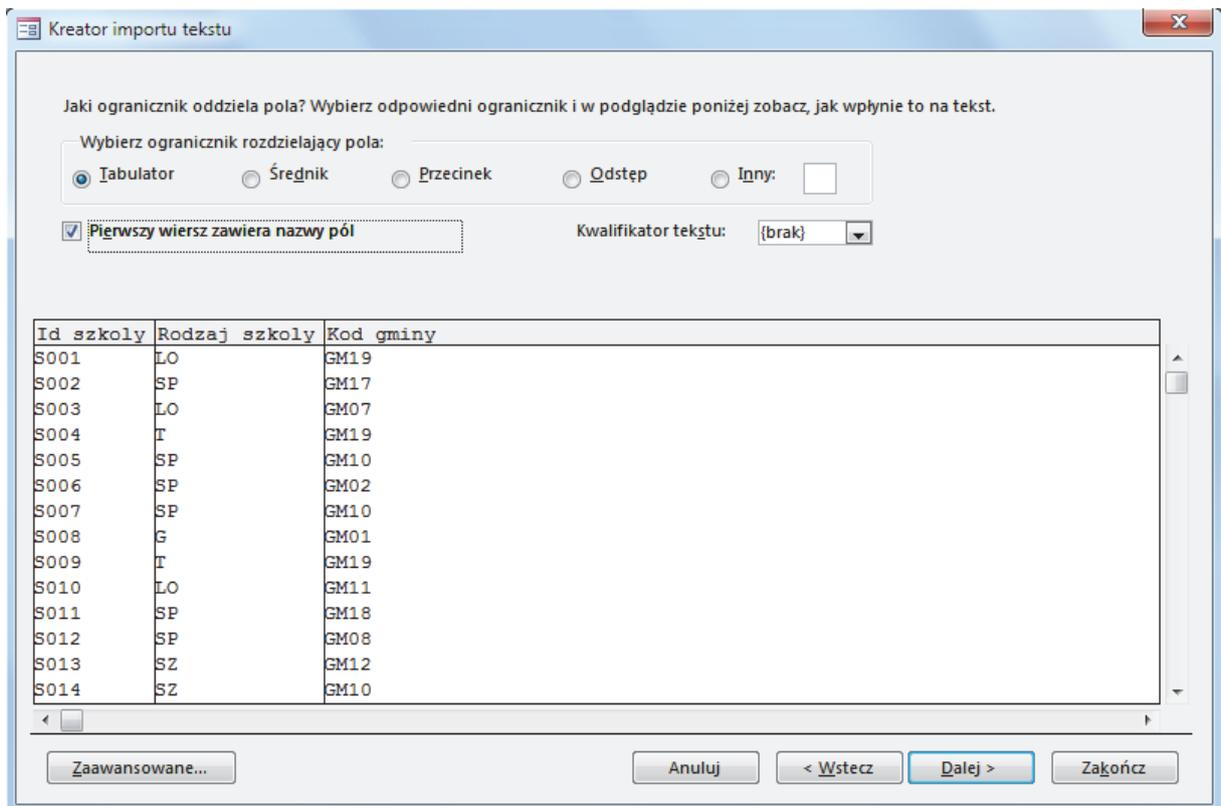 Kreator importu tekstu
x
Jaki ogranicznik oddziela pola? Wybierz odpowiedni ogranicznik i w podglądzie poniżej zobacz, jak wpłynie to na tekst.
Wybierz ogranicznik rozdzielający pola:
Tabulator Średnik Przecinek Odstęp Inny:
Pierwszy wiersz zawiera nazwy pól Kwalifikator tekstu: {brak}
Id szkoly Rodzaj szkoly Kod gminy
S001 LO GM19
S002 SP GM17
S003 LO GM07
S004 T GM19
S005 SP GM10
S006 SP GM02
S007 SP GM10
S008 G GM01
S009 T GM19
S010 LO GM11
S011 SP GM18
S012 SP GM08
S013 SZ GM12
S014 SZ GM10
Zaawansowane... Anuluj < Wstecz Dalej > Zakończ